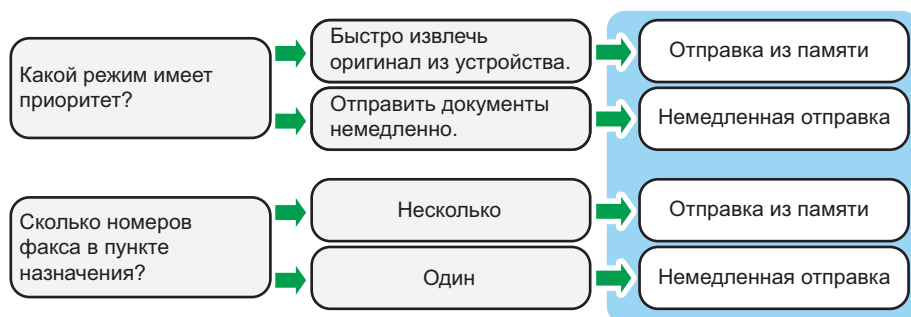 Какой режим имеет
приоритет?
Быстро извлечь
оригинал из устройства.
Отправка из памяти
Отправить документы
немедленно.
Немедленная отправка
Сколько номеров
факса в пункте
назначения?
Несколько
Отправка из памяти
Один
Немедленная отправка